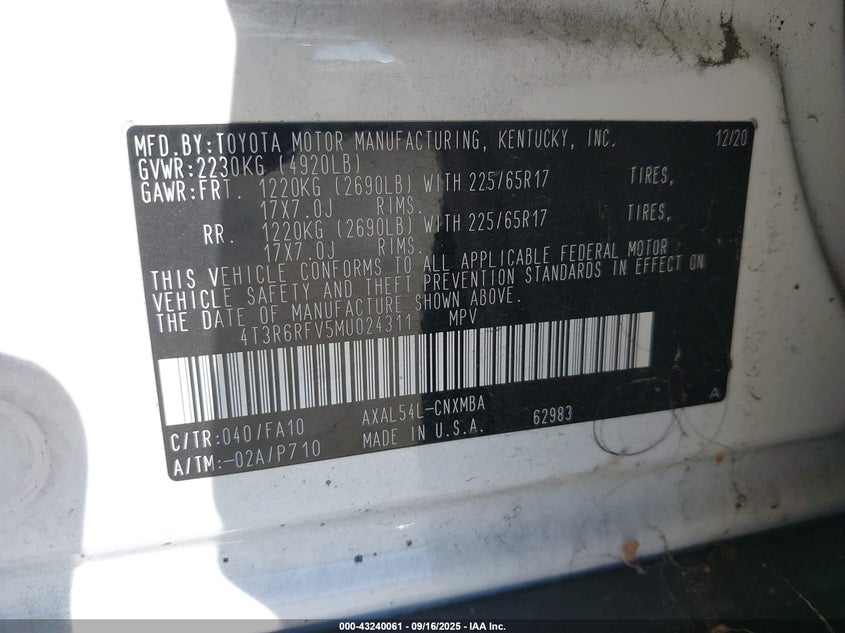 MFD.BY:TOYOTA MOTOR MANUFACTURING, KENTUCKY, INC. 12/20
GVWR:2230KG (4920LB)
GAWR:FRT. 1220KG (2690LB) WITH 225/65R17 TIRES,
17X7.0J RIMS.
RR. 1220KG (2690LB) WITH 225/65R17 TIRES,
17X7.0J RIMS.
THIS VEHICLE CONFORMS TO ALL APPLICABLE FEDERAL MOTOR
VEHICLE SAFETY AND THEFT PREVENTION STANDARDS IN EFFECT ON
THE DATE OF MANUFACTURE SHOWN ABOVE.
4T3R6RFV5MU024311 MPV
C/TR:040/FA10 AXAL54L-CNXMBA
A/TM:-02A/P710 MADE IN U.S.A. 62983 A
000-43240061 - 09/16/2025 - IAA Inc.